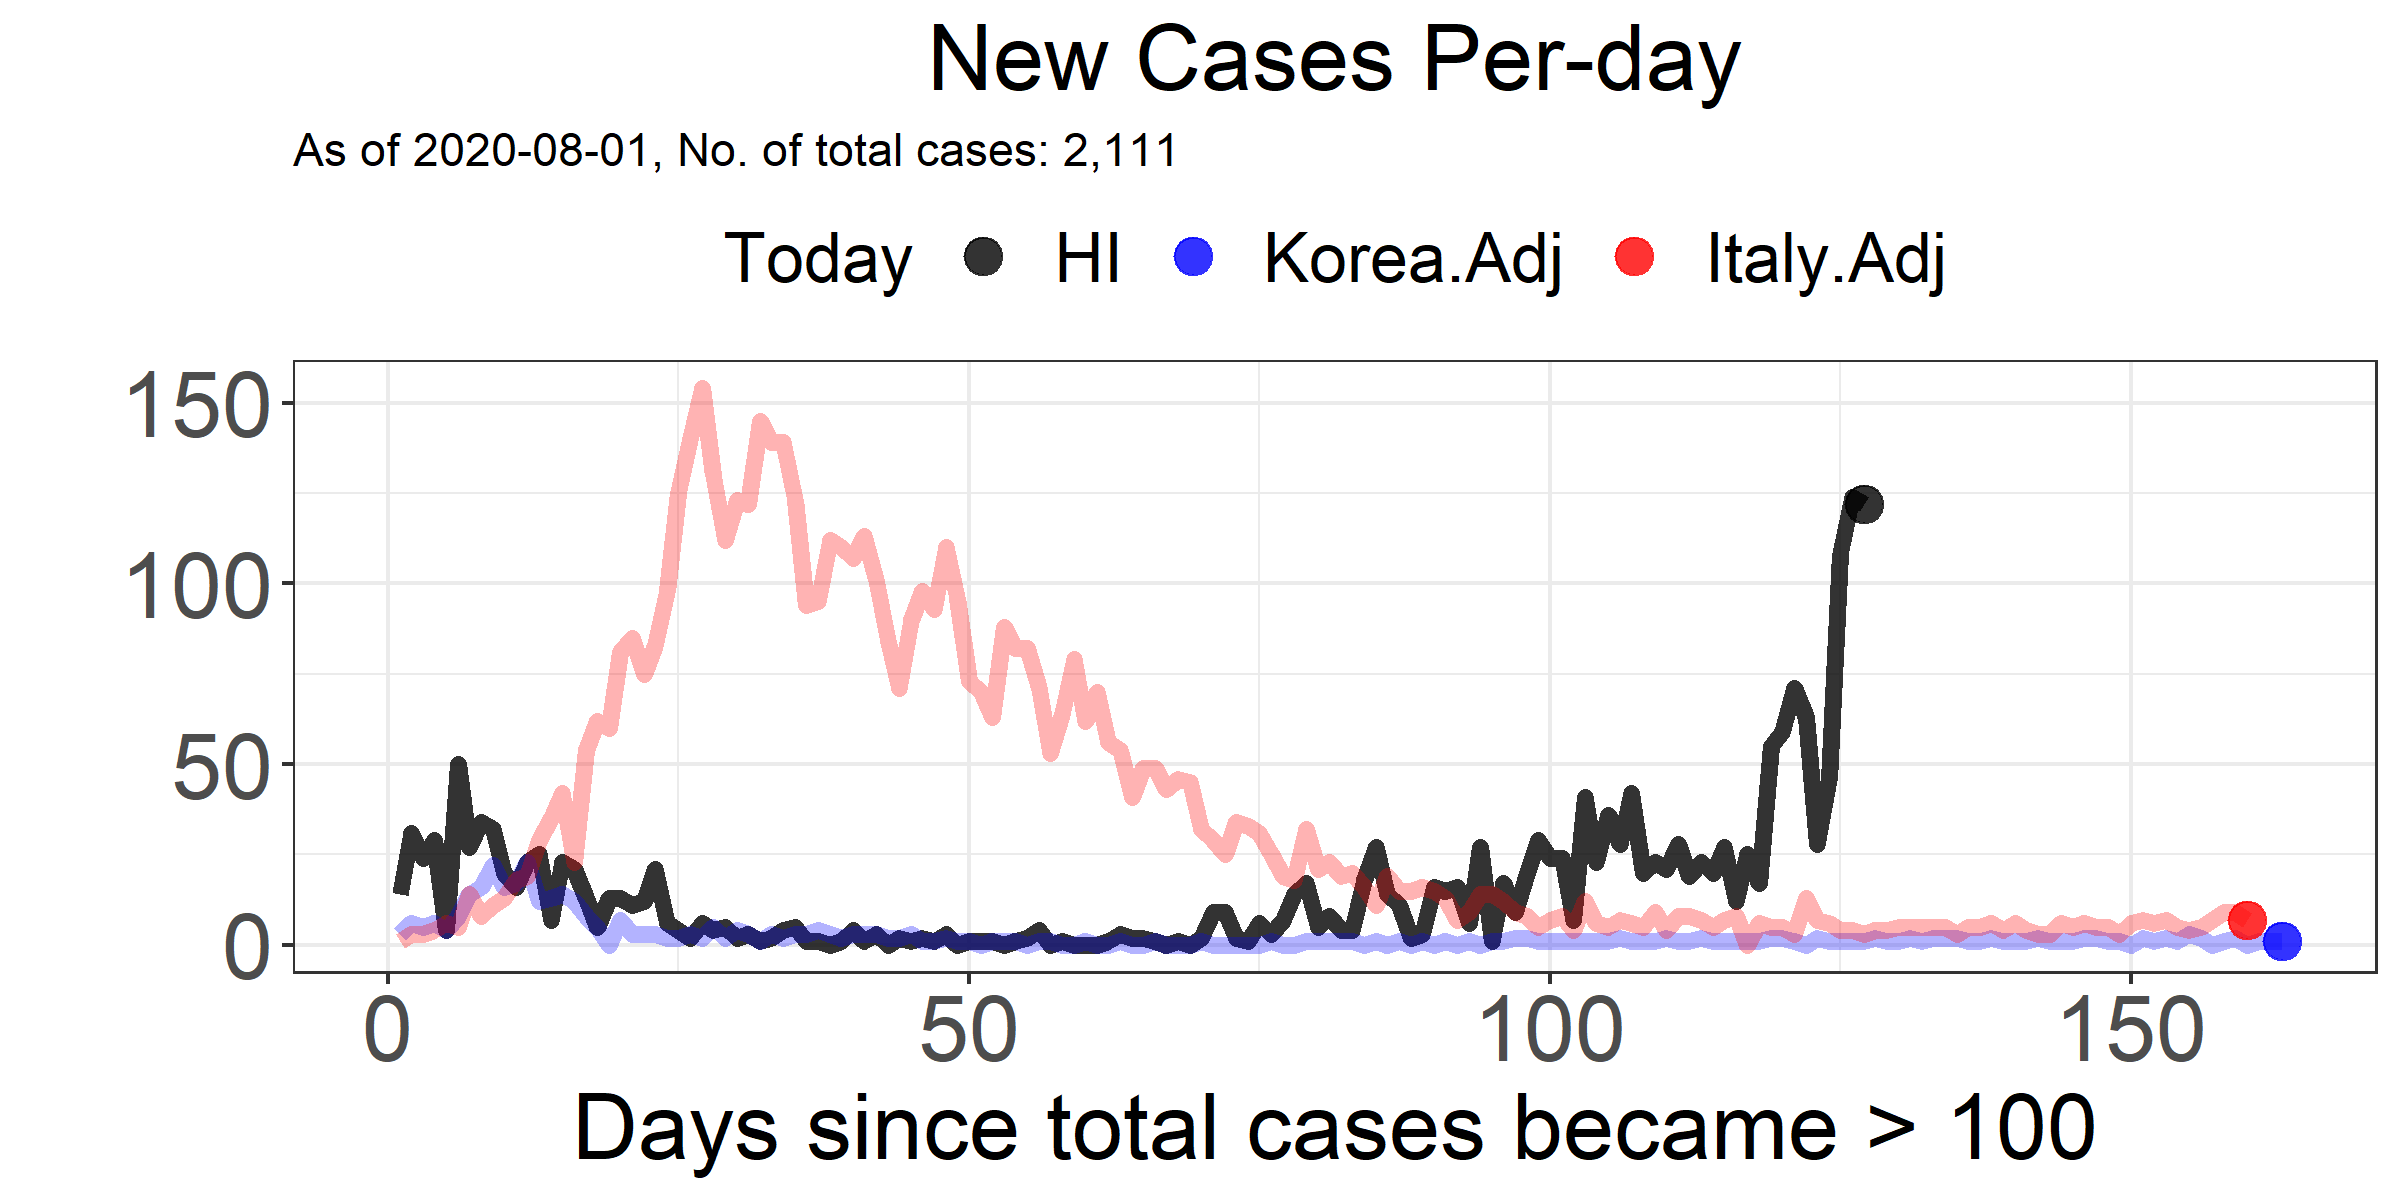 New Cases Per-day
As of 2020-08-01, No. of total cases: 2,111
Today HI Korea.Adj Italy.Adj
150
100
50
0
0 50 100 150
Days since total cases became > 100